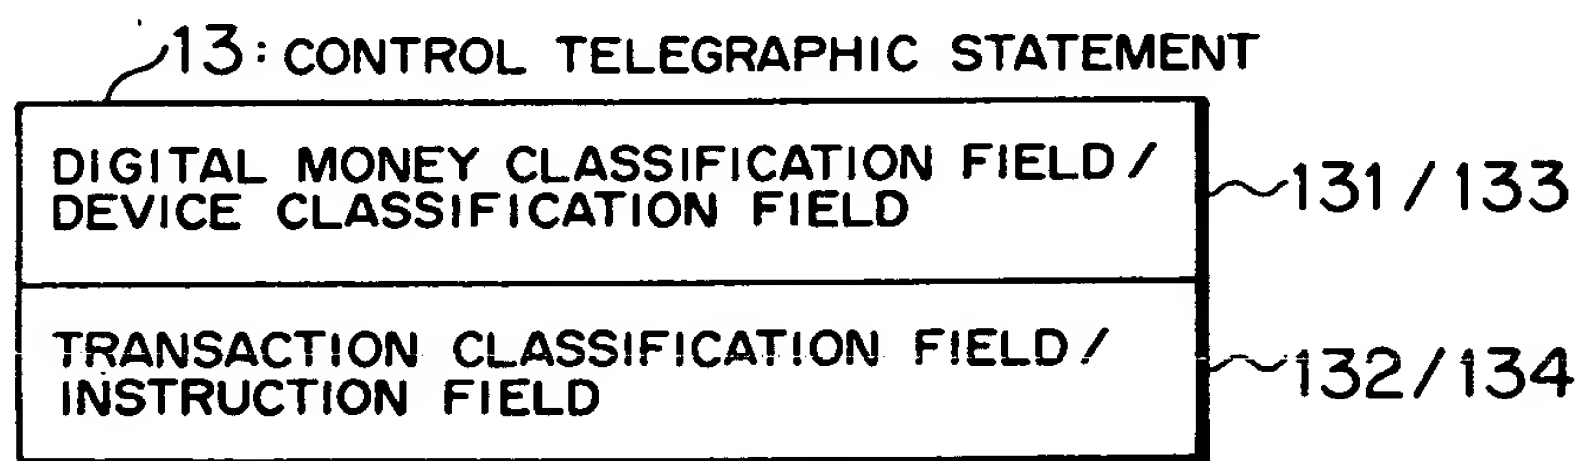 13: CONTROL TELEGRAPHIC STATEMENT
DIGITAL MONEY CLASSIFICATION FIELD/
DEVICE CLASSIFICATION FIELD
131/133
TRANSACTION CLASSIFICATION FIELD/
INSTRUCTION FIELD
132/134